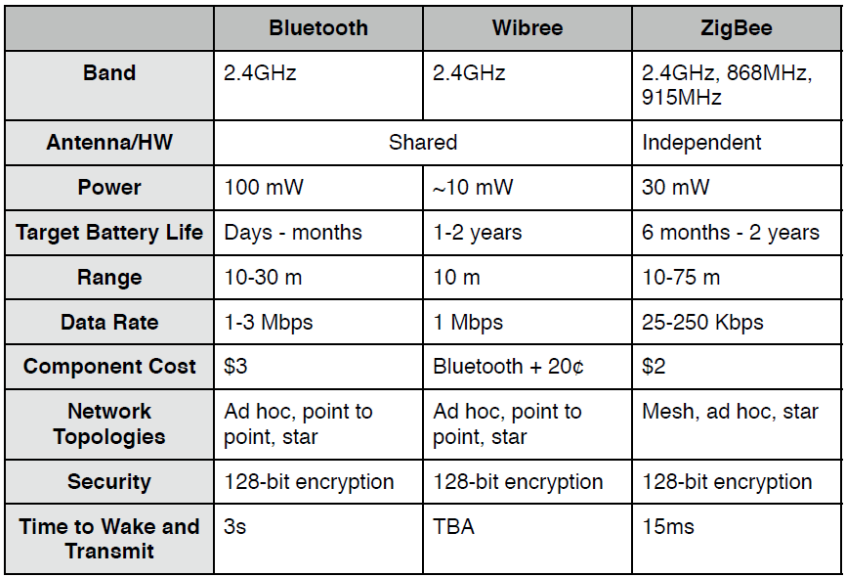 Bluetooth Wibree ZigBee
Band 2.4GHz 2.4GHz 2.4GHz, 868MHz,
915MHz
Antenna/HW Shared Independent
Power 100 mW ~10 mW 30 mW
Target Battery Life Days - months 1-2 years 6 months - 2 years
Range 10-30 m 10 m 10-75 m
Data Rate 1-3 Mbps 1 Mbps 25-250 Kbps
Component Cost $3 Bluetooth + 20¢ $2
Network Ad hoc, point to Ad hoc, point to Mesh, ad hoc, star
Topologies point, star point, star
Security 128-bit encryption 128-bit encryption 128-bit encryption
Time to Wake and 3s TBA 15ms
Transmit